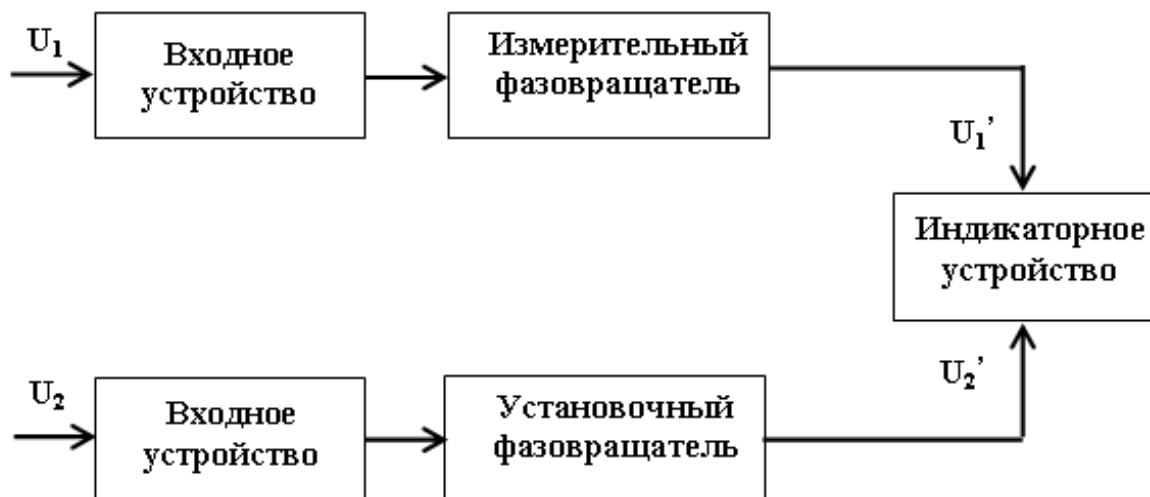 U₁
Входное
устройство
Измерительный
фазовращатель
U₁’
Индикаторное
устройство
U₂
Входное
устройство
Установочный
фазовращатель
U₂’